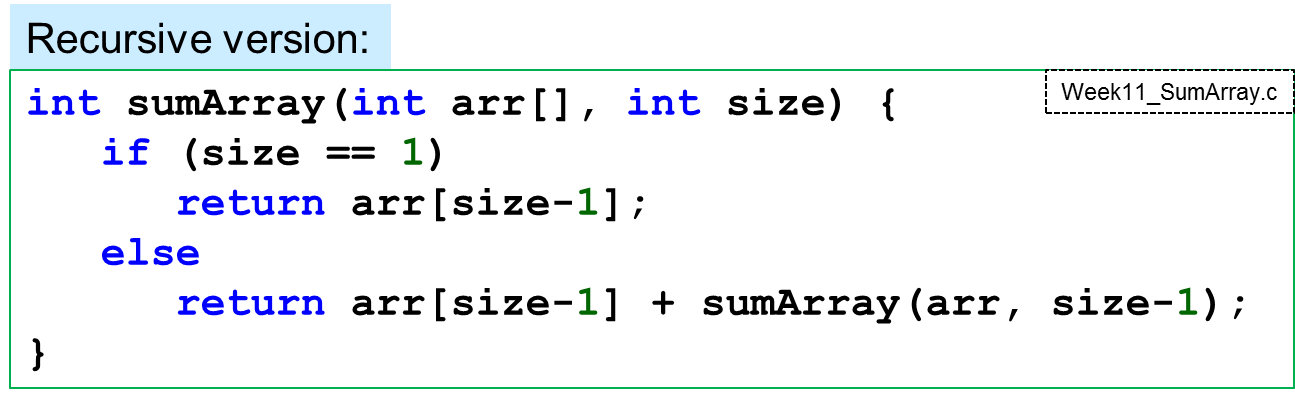 Recursive version:
Week11_SumArray.c
int sumArray(int arr[], int size) {
   if (size == 1)
      return arr[size-1];
   else
      return arr[size-1] + sumArray(arr, size-1);
}